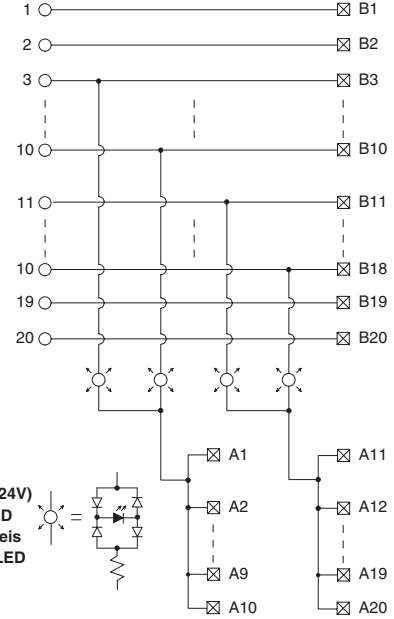 1 B1
2 B2
3 B3
10 B10
11 B11
10 B18
19 B19
20 B20
A1 A11
24V) A2 A12
D
eis =
LED A9 A19
A10 A20